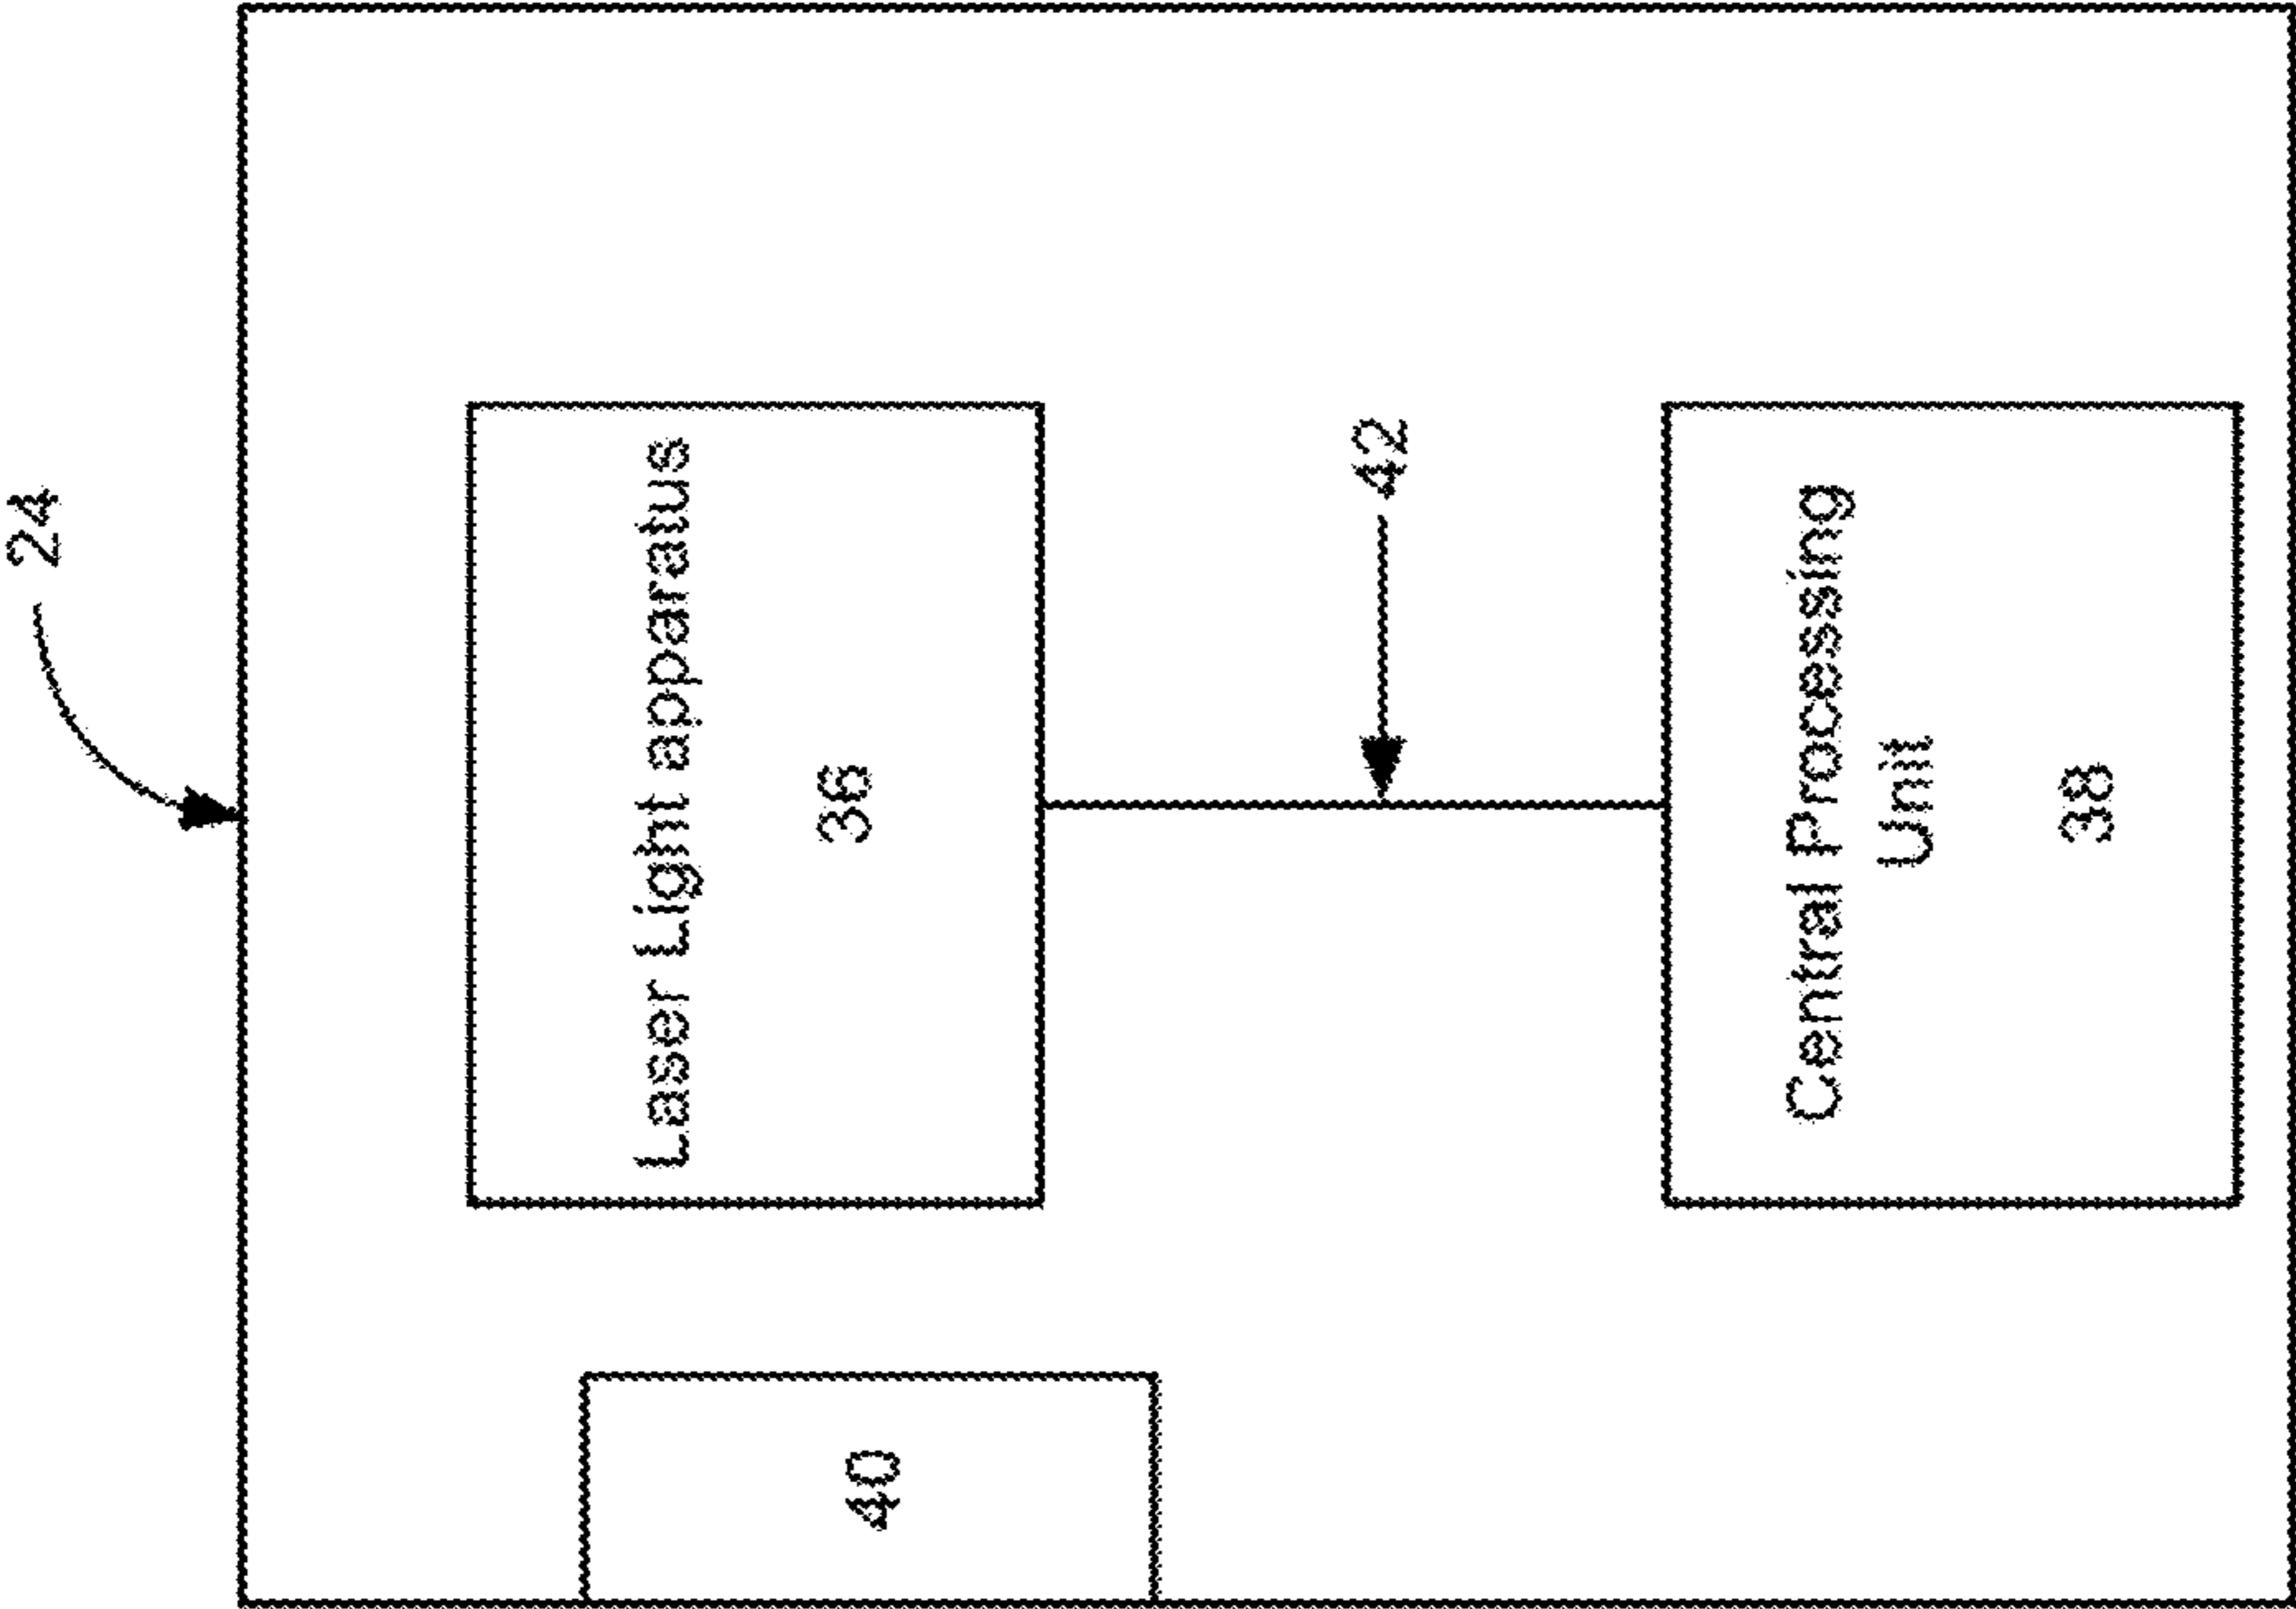 24
Laser Light apparatus
36
42
Central Processing
Unit
38
40